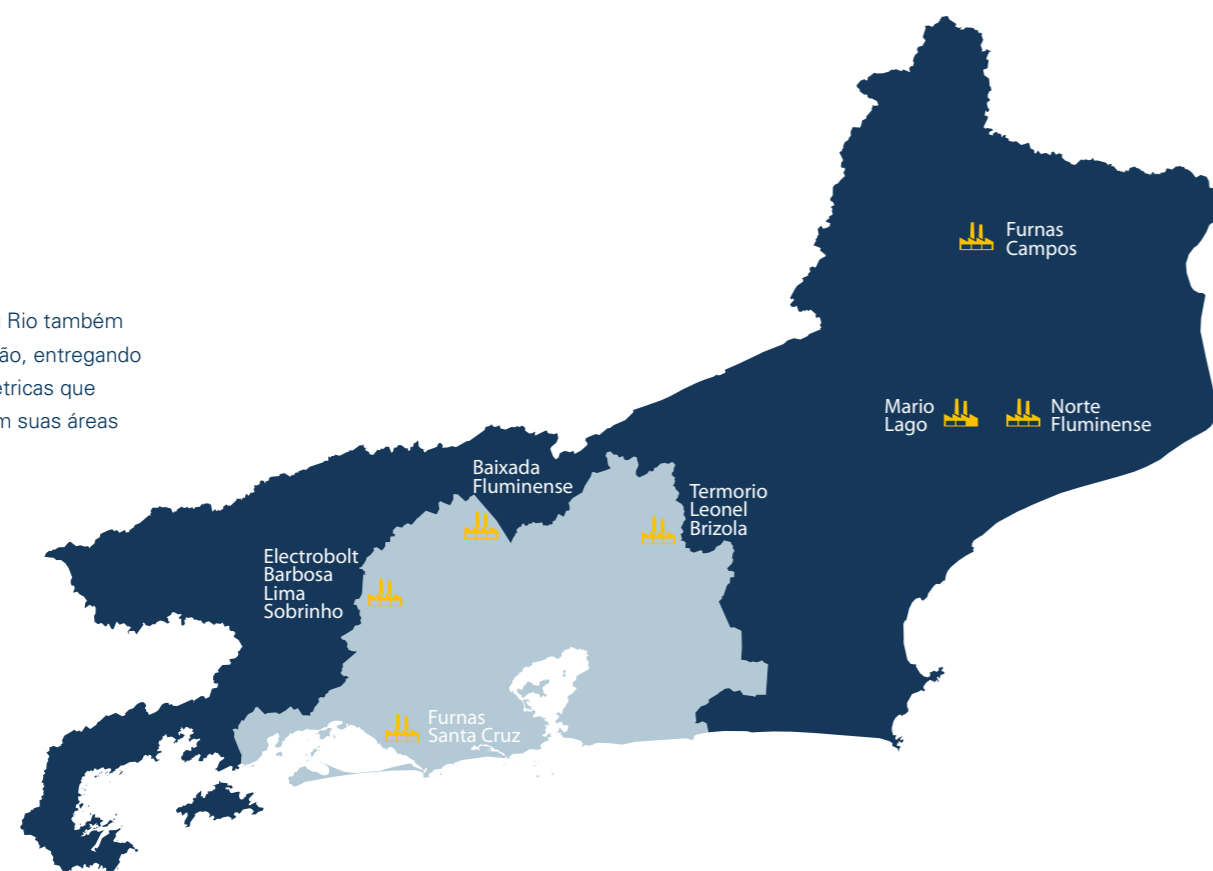 Rio também
ão, entregando
étricas que
m suas áreas
Furnas
Campos
Mario
Lago
Norte
Fluminense
Baixada
Fluminense
Termorio
Leonel
Brizola
Electrobolt
Barbosa
Lima
Sobrinho
Furnas
Santa Cruz